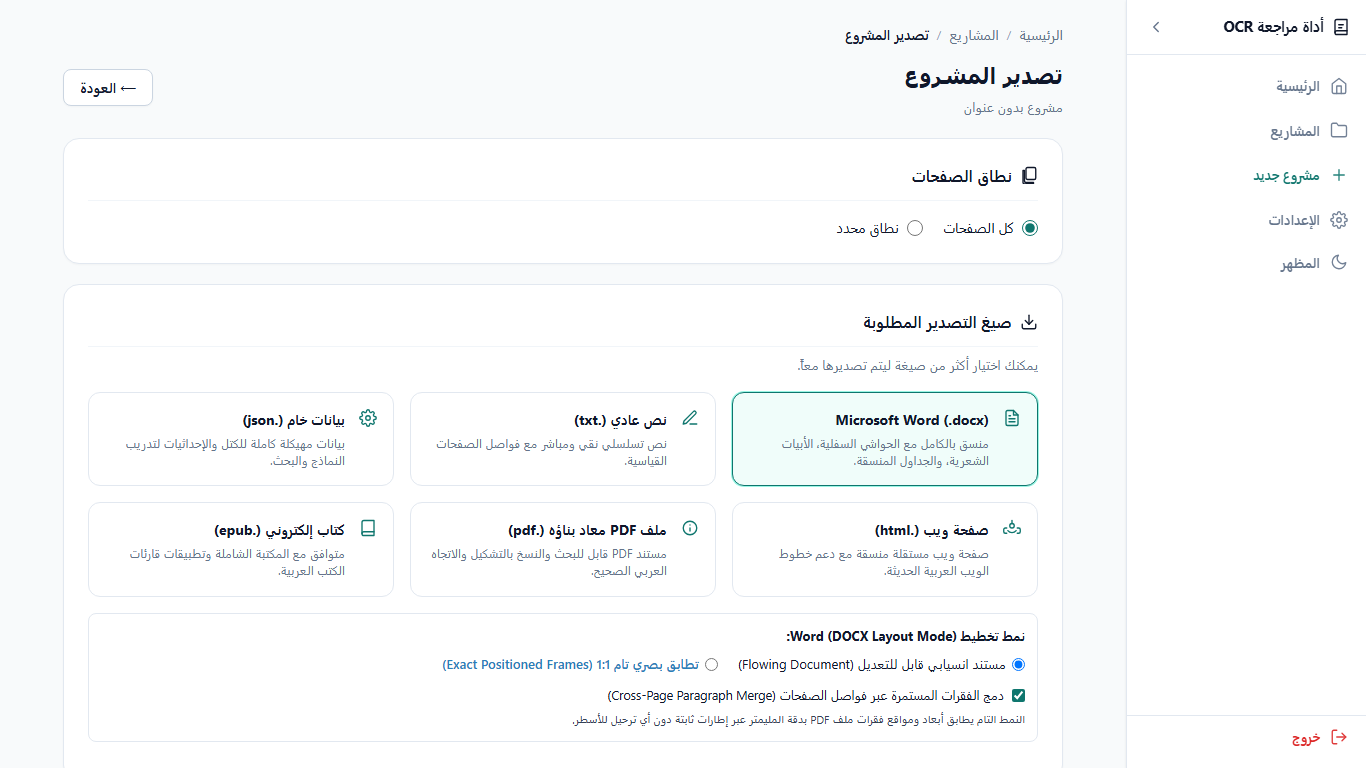 أداة مراجعة OCR
الرئيسية
المشاريع
مشروع جديد
الإعدادات
المظهر
خروج
الرئيسية / المشاريع / تصدير المشروع
تصدير المشروع
مشروع بدون عنوان
← العودة
نطاق الصفحات
كل الصفحات
نطاق محدد
صيغ التصدير المطلوبة
يمكنك اختيار أكثر من صيغة ليتم تصديرها معاً.
Microsoft Word (.docx)
منسق بالكامل مع الحواشي السفلية، الأبيات
الشعرية، والجداول المنسقة.
نص عادي (.txt)
نص تسلسلي نقي ومباشر مع فواصل الصفحات
القياسية.
بيانات خام (.json)
بيانات مهيكلة كاملة للكتل والإحداثيات لتدريب
النماذج والبحث.
صفحة ويب (.html)
صفحة ويب مستقلة منسقة مع دعم خطوط
الويب العربية الحديثة.
ملف PDF معاد بناؤه (.pdf)
مستند PDF قابل للبحث والنسخ بالتشكيل والاتجاه
العربي الصحيح.
كتاب إلكتروني (.epub)
متوافق مع المكتبة الشاملة وتطبيقات قارئات
الكتب العربية.
نمط تخطيط Word (DOCX Layout Mode):
مستند انسيابي قابل للتعديل (Flowing Document)
تطابق بصري تام 1:1 (Exact Positioned Frames)
دمج الفقرات المستمرة عبر فواصل الصفحات (Cross-Page Paragraph Merge)
النمط التام يطابق أبعاد ومواقع فقرات ملف PDF بدقة المليمتر عبر إطارات ثابتة دون أي ترحيل للأسطر.